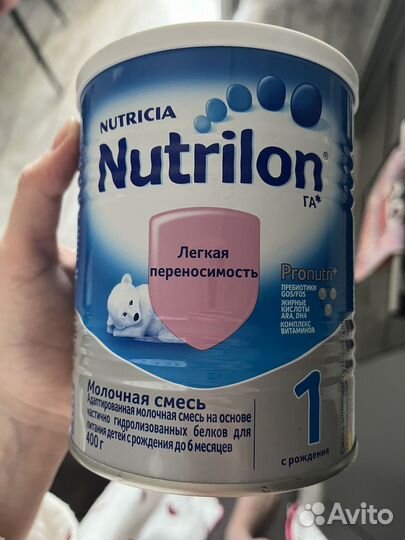 NUTRICIA
Nutrilon®
ГА*
Легкая
переносимость
Pronutri+
ПРЕБИОТИКИ
GOS/FOS
ЖИРНЫЕ
КИСЛОТЫ
ARA, DHA
КОМПЛЕКС
ВИТАМИНОВ
Молочная смесь
Адаптированная молочная смесь на основе
частично гидролизованных белков для
питания детей с рождения до 6 месяцев
400 г
1
с рождения
Avito